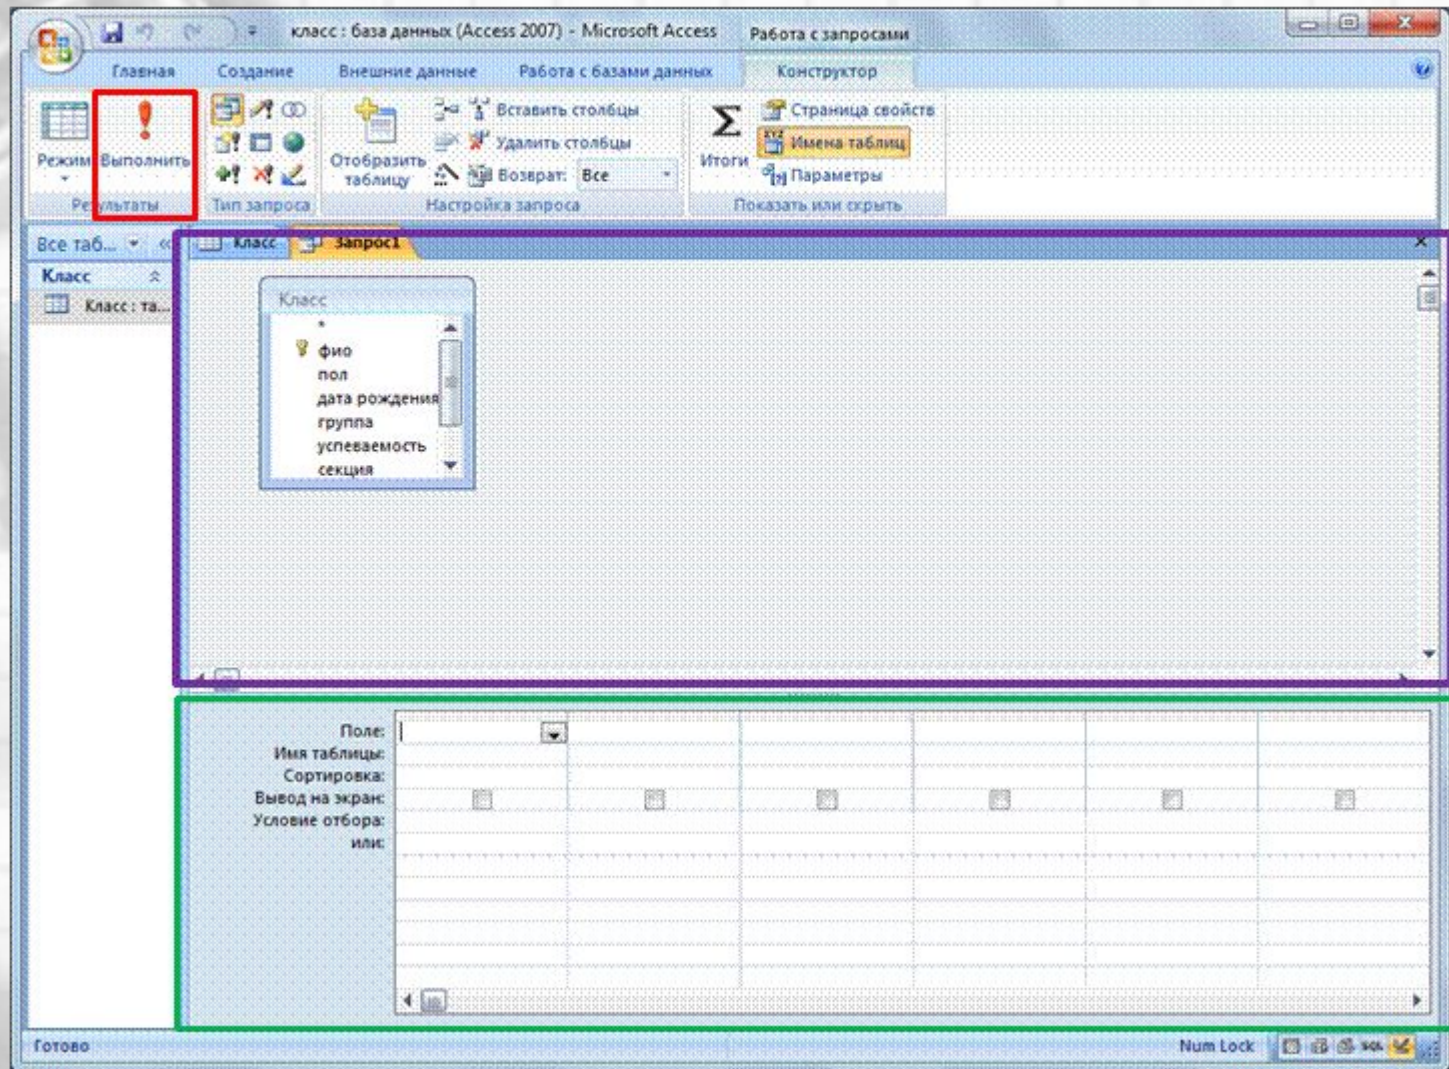 класс : база данных (Access 2007) - Microsoft Access
Работа с запросами
Главная Создание Внешние данные Работа с базами данных Конструктор
Режим Выполнить
Результаты
Тип запроса
Отобразить таблицу
Вставить столбцы
Удалить столбцы
Возврат: Все
Настройка запроса
Итоги
Страница свойств
Имена таблиц
Параметры
Показать или скрыть
Все таб...
Класс
Класс : та...
Класс Запрос1
Класс
*
фио
пол
дата рождения
группа
успеваемость
секция
Поле:
Имя таблицы:
Сортировка:
Вывод на экран:
Условие отбора:
или:
Готово
Num Lock
SQL